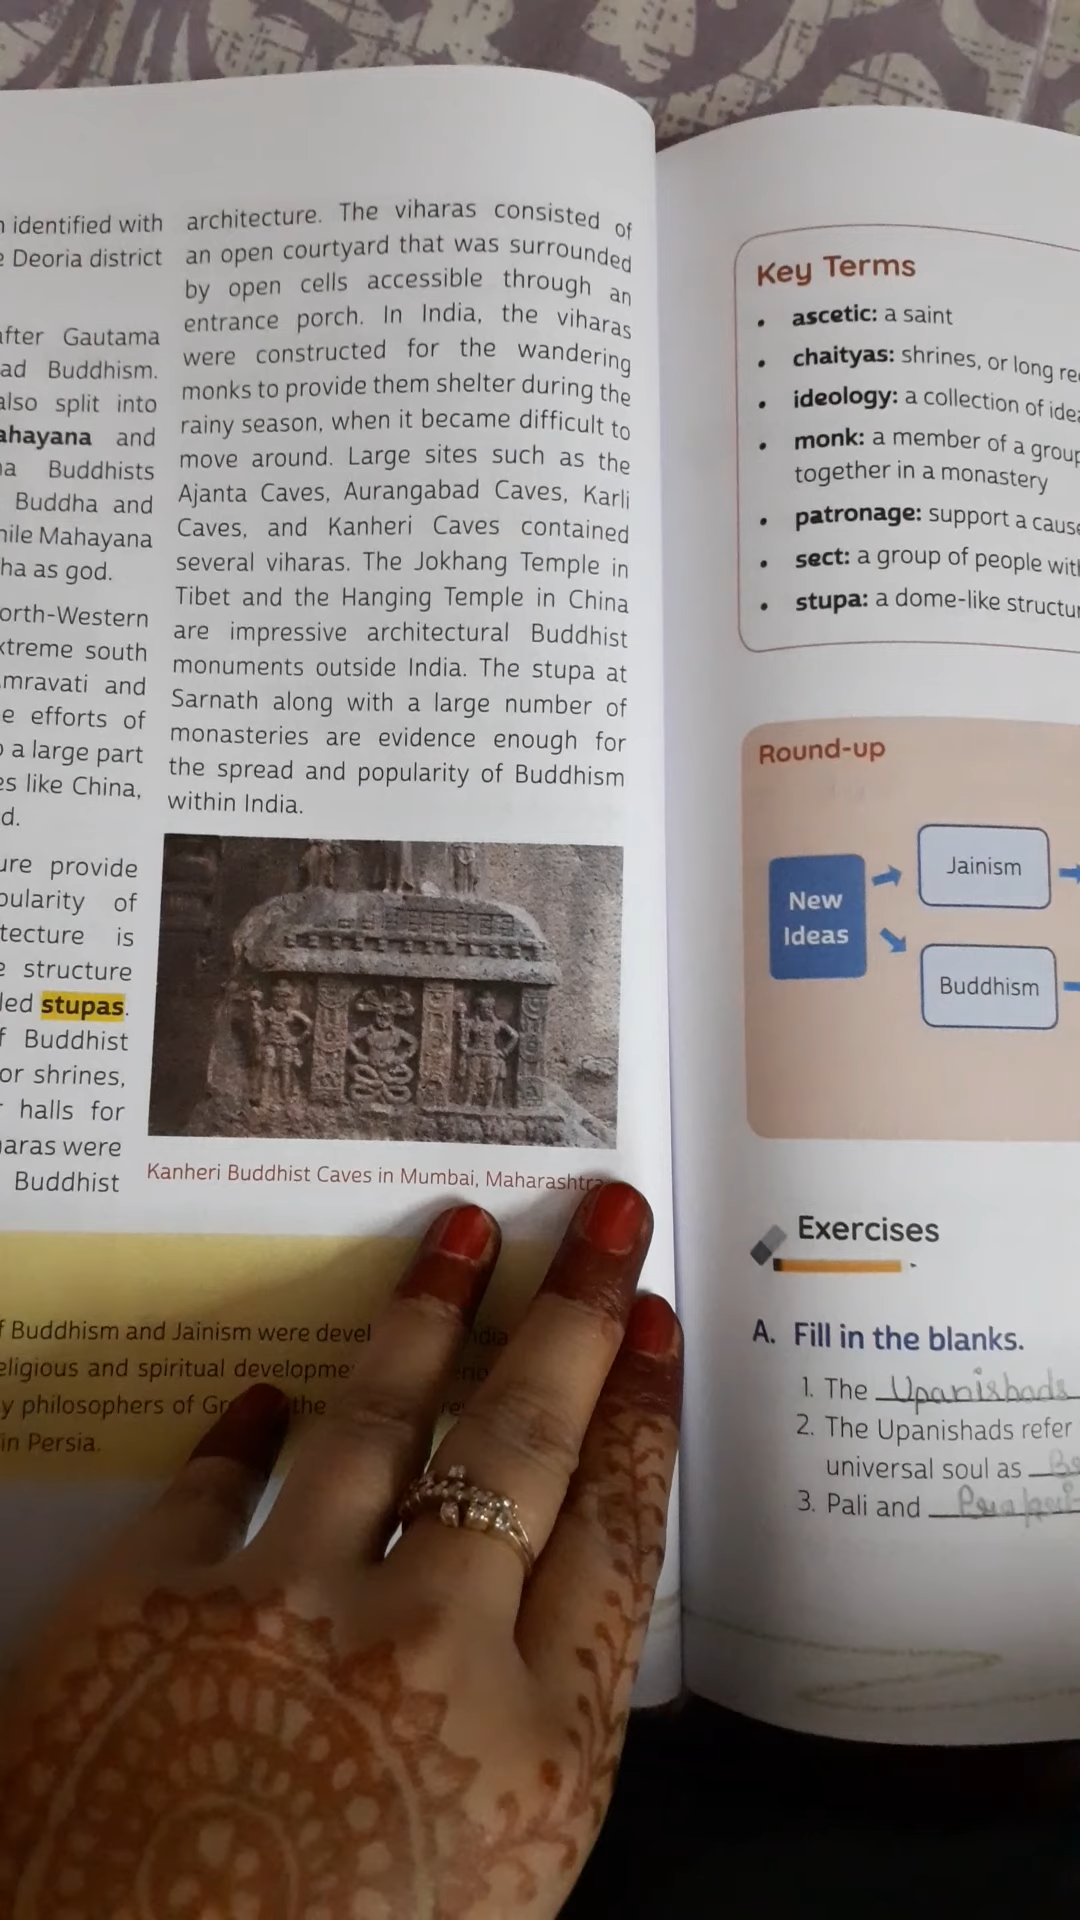 identified with
Deoria district
after Gautama
ad Buddhism.
also split into
ahayana and
a Buddhists
Buddha and
hile Mahayana
ha as god.
orth-Western
xtreme south
mravati and
e efforts of
o a large part
es like China,
d.
ure provide
pularity of
tecture is
e structure
led stupas.
f Buddhist
or shrines,
r halls for
aras were
Buddhist
architecture. The viharas consisted of
an open courtyard that was surrounded
by open cells accessible through an
entrance porch. In India, the viharas
were constructed for the wandering
monks to provide them shelter during the
rainy season, when it became difficult to
move around. Large sites such as the
Ajanta Caves, Aurangabad Caves, Karli
Caves, and Kanheri Caves contained
several viharas. The Jokhang Temple in
Tibet and the Hanging Temple in China
are impressive architectural Buddhist
monuments outside India. The stupa at
Sarnath along with a large number of
monasteries are evidence enough for
the spread and popularity of Buddhism
within India.
Kanheri Buddhist Caves in Mumbai, Maharashtra
f Buddhism and Jainism were devel
eligious and spiritual developme
y philosophers of Gr the
in Persia.
Key Terms
• ascetic: a saint
• chaityas: shrines, or long re
• ideology: a collection of idea
• monk: a member of a group
together in a monastery
• patronage: support a cause
• sect: a group of people wit
• stupa: a dome-like structur
Round-up
New
Ideas
Jainism
Buddhism
Exercises
A. Fill in the blanks.
1. The Upanishads
2. The Upanishads refer
universal soul as
3. Pali and